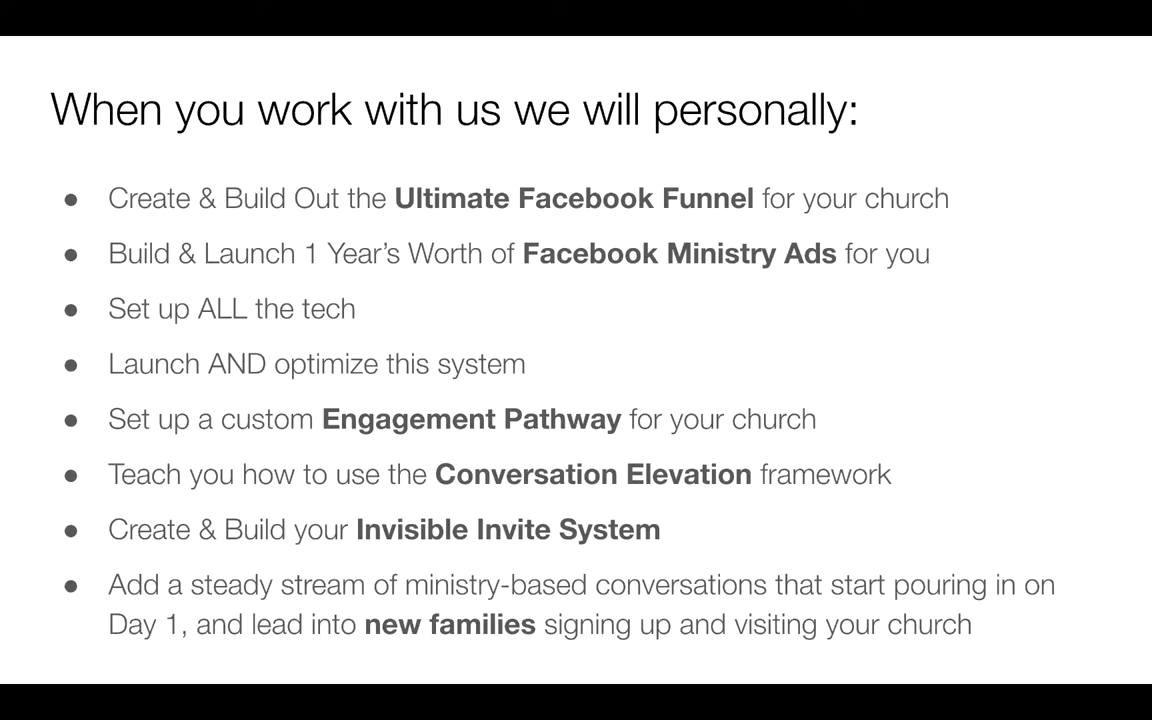 When you work with us we will personally:
● Create & Build Out the Ultimate Facebook Funnel for your church
● Build & Launch 1 Year’s Worth of Facebook Ministry Ads for you
● Set up ALL the tech
● Launch AND optimize this system
● Set up a custom Engagement Pathway for your church
● Teach you how to use the Conversation Elevation framework
● Create & Build your Invisible Invite System
● Add a steady stream of ministry-based conversations that start pouring in on
Day 1, and lead into new families signing up and visiting your church